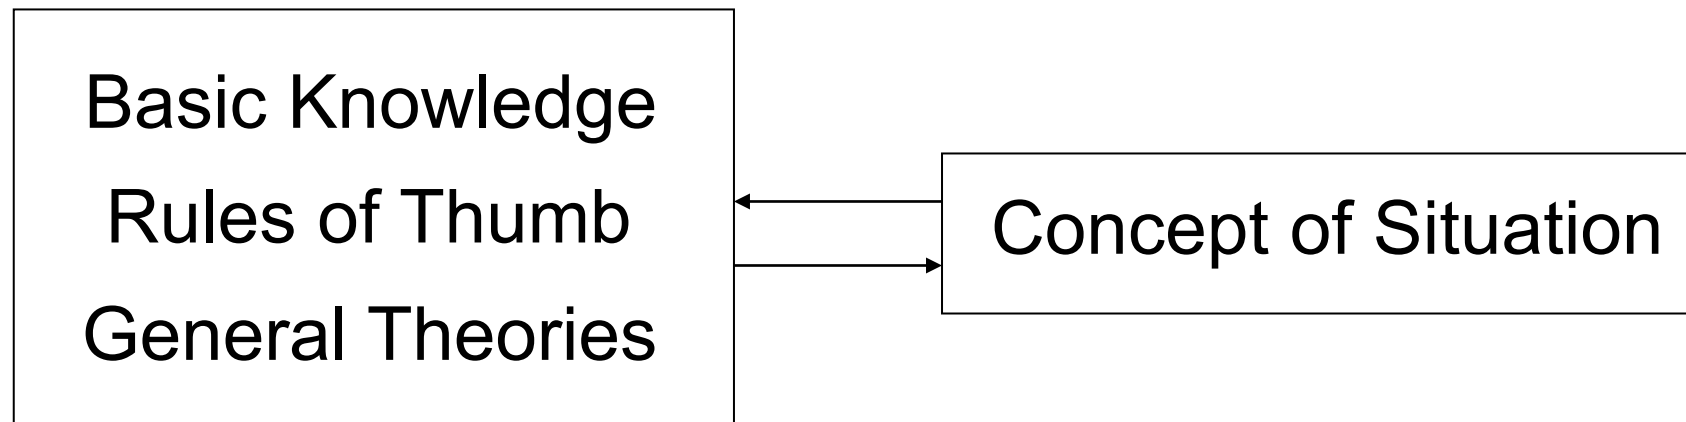 Basic Knowledge
Rules of Thumb
General Theories
Concept of Situation